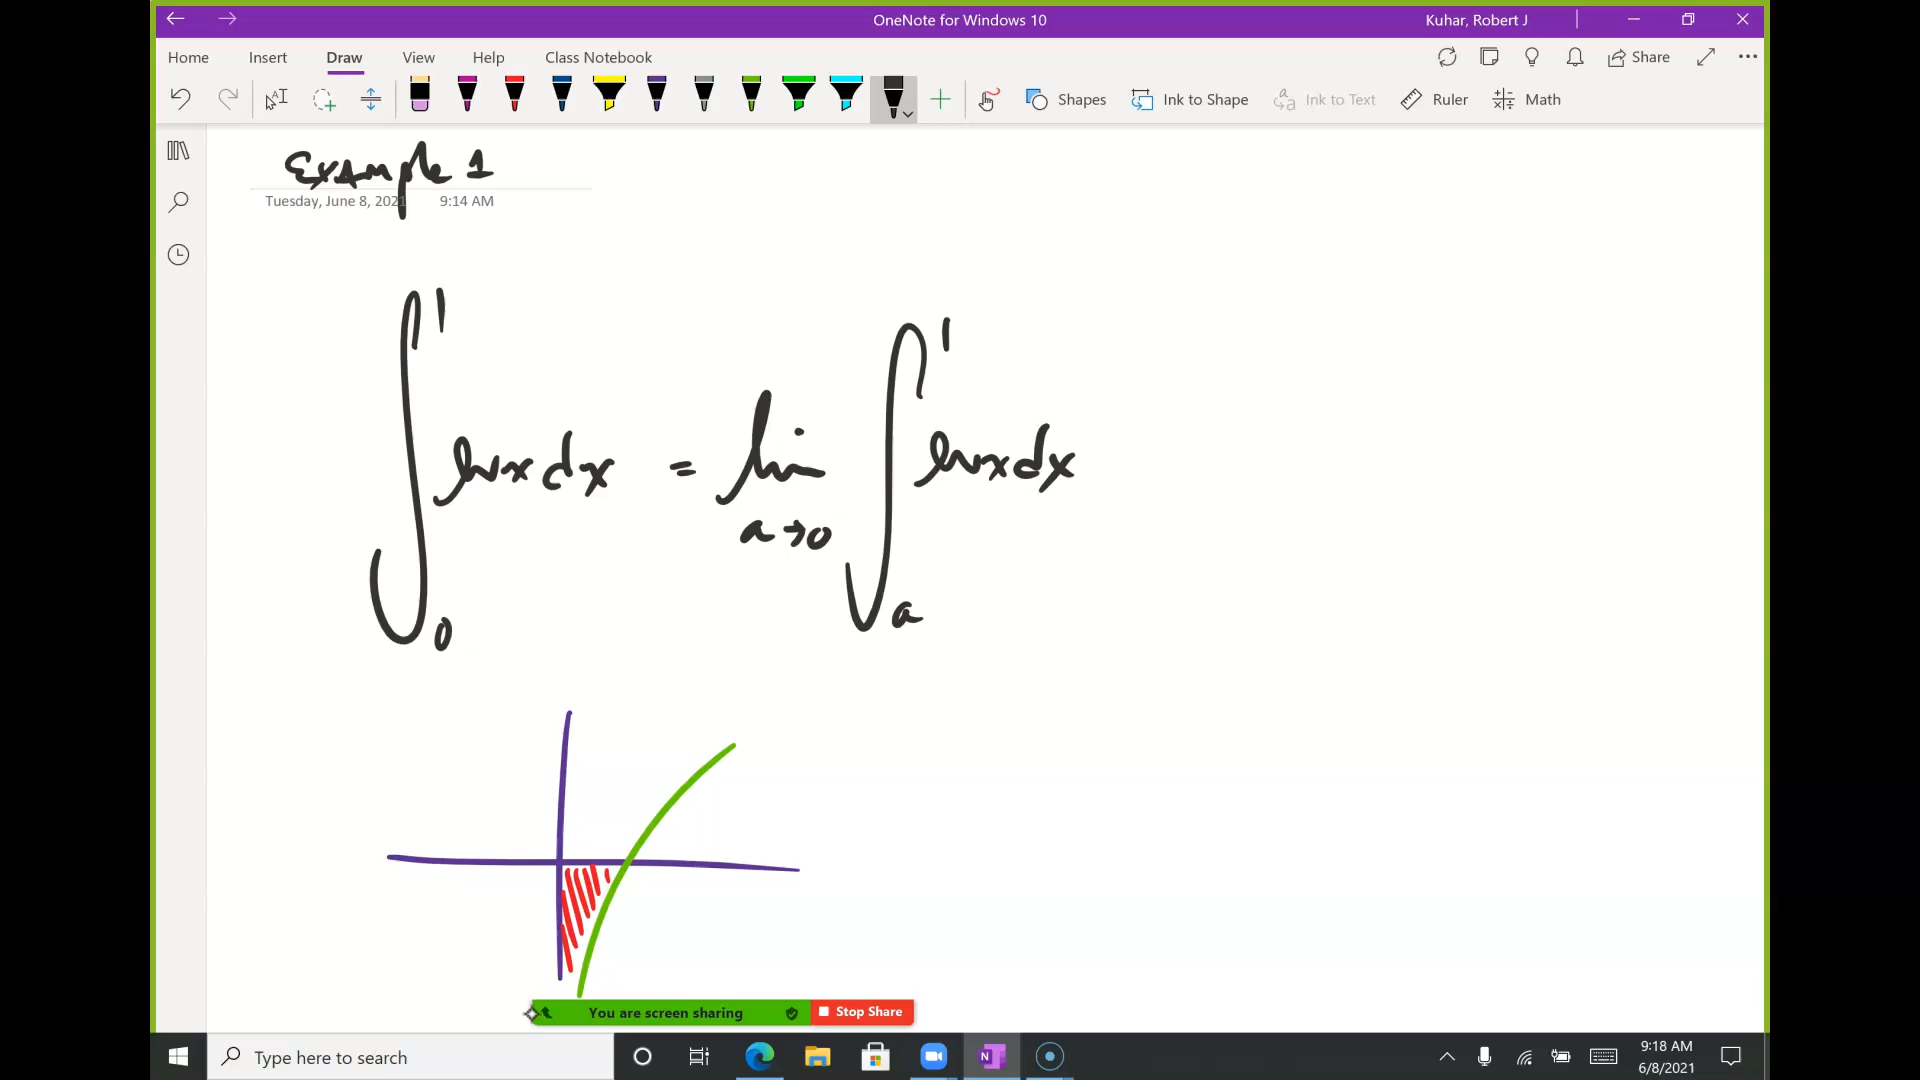 OneNote for Windows 10
Kuhar, Robert J
Home Insert Draw View Help Class Notebook
Share
Shapes Ink to Shape Ink to Text Ruler Math
Example 1
Tuesday, June 8, 2021 9:14 AM
∫₀¹ ln x dx = lim a→0 ∫ₐ¹ ln x dx
You are screen sharing Stop Share
Type here to search
9:18 AM
6/8/2021